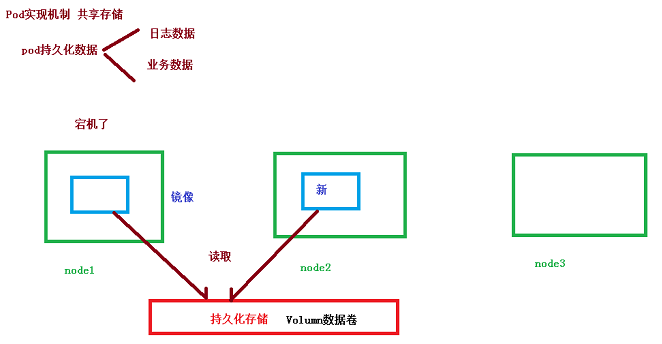 Pod实现机制 共享存储
日志数据
pod持久化数据
业务数据
宕机了
新
镜像
读取
node1
node2
node3
持久化存储 Volumn数据卷